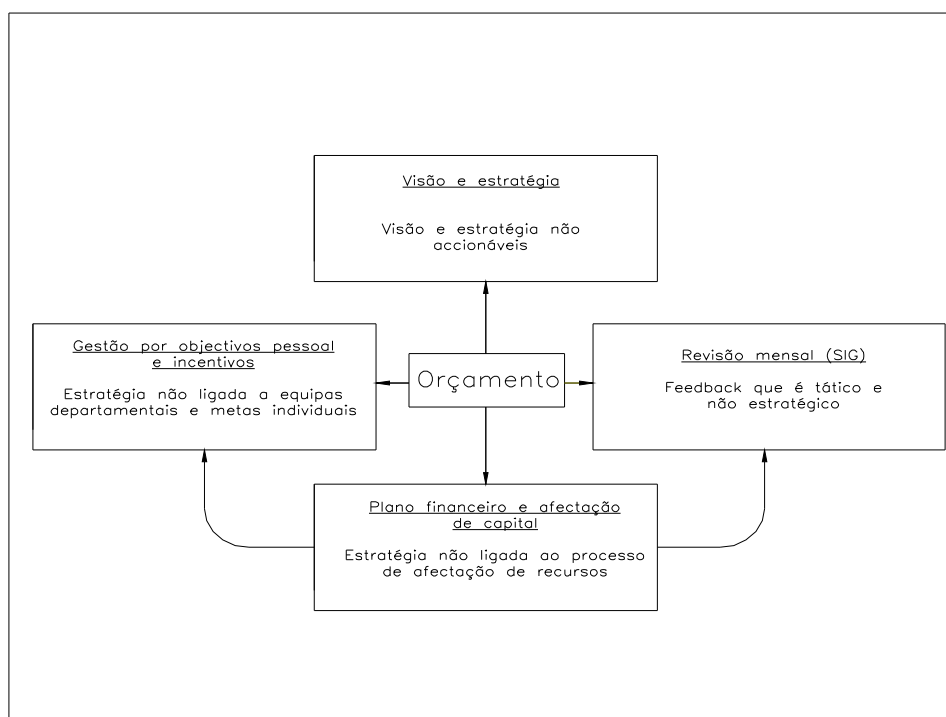 Visão e estratégia
Visão e estratégia não
accionáveis
Gestão por objectivos pessoal
e incentivos
Estratégia não ligada a equipas
departamentais e metas individuais
Orçamento
Revisão mensal (SIG)
Feedback que é tático e
não estratégico
Plano financeiro e afectação
de capital
Estratégia não ligada ao processo
de afectação de recursos